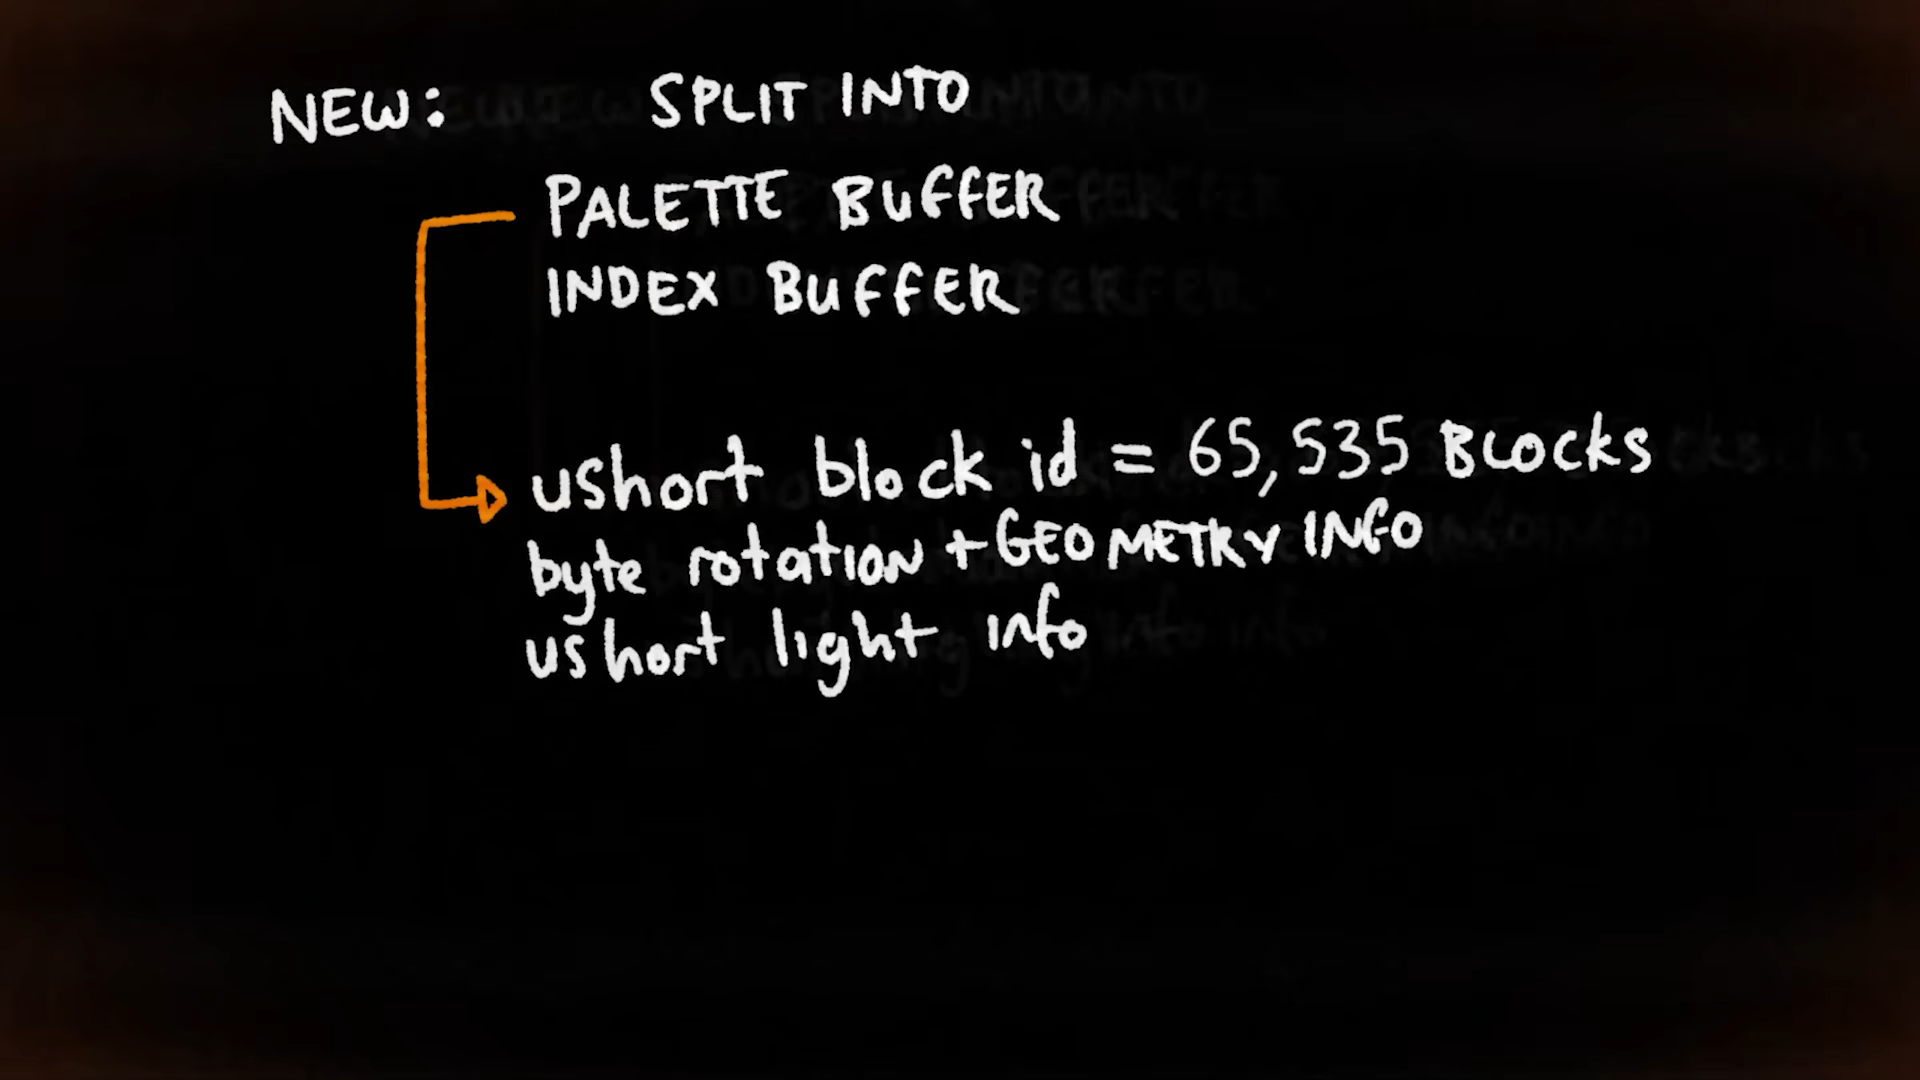 NEW: SPLIT INTO
PALETTE BUFFER
INDEX BUFFER
ushort block id = 65,535 BLOCKS
byte rotation + GEOMETRY INFO
ushort light info